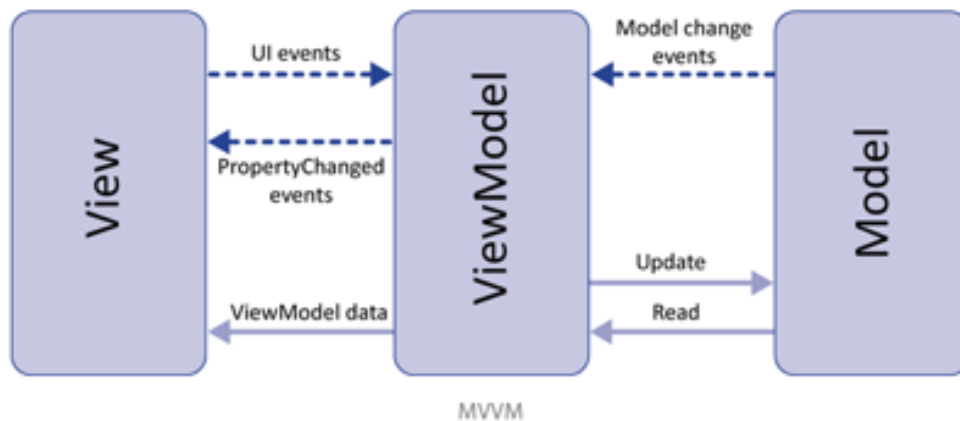 View
UI events
PropertyChanged
events
ViewModel data
ViewModel
Model change
events
Update
Read
Model
MVVM